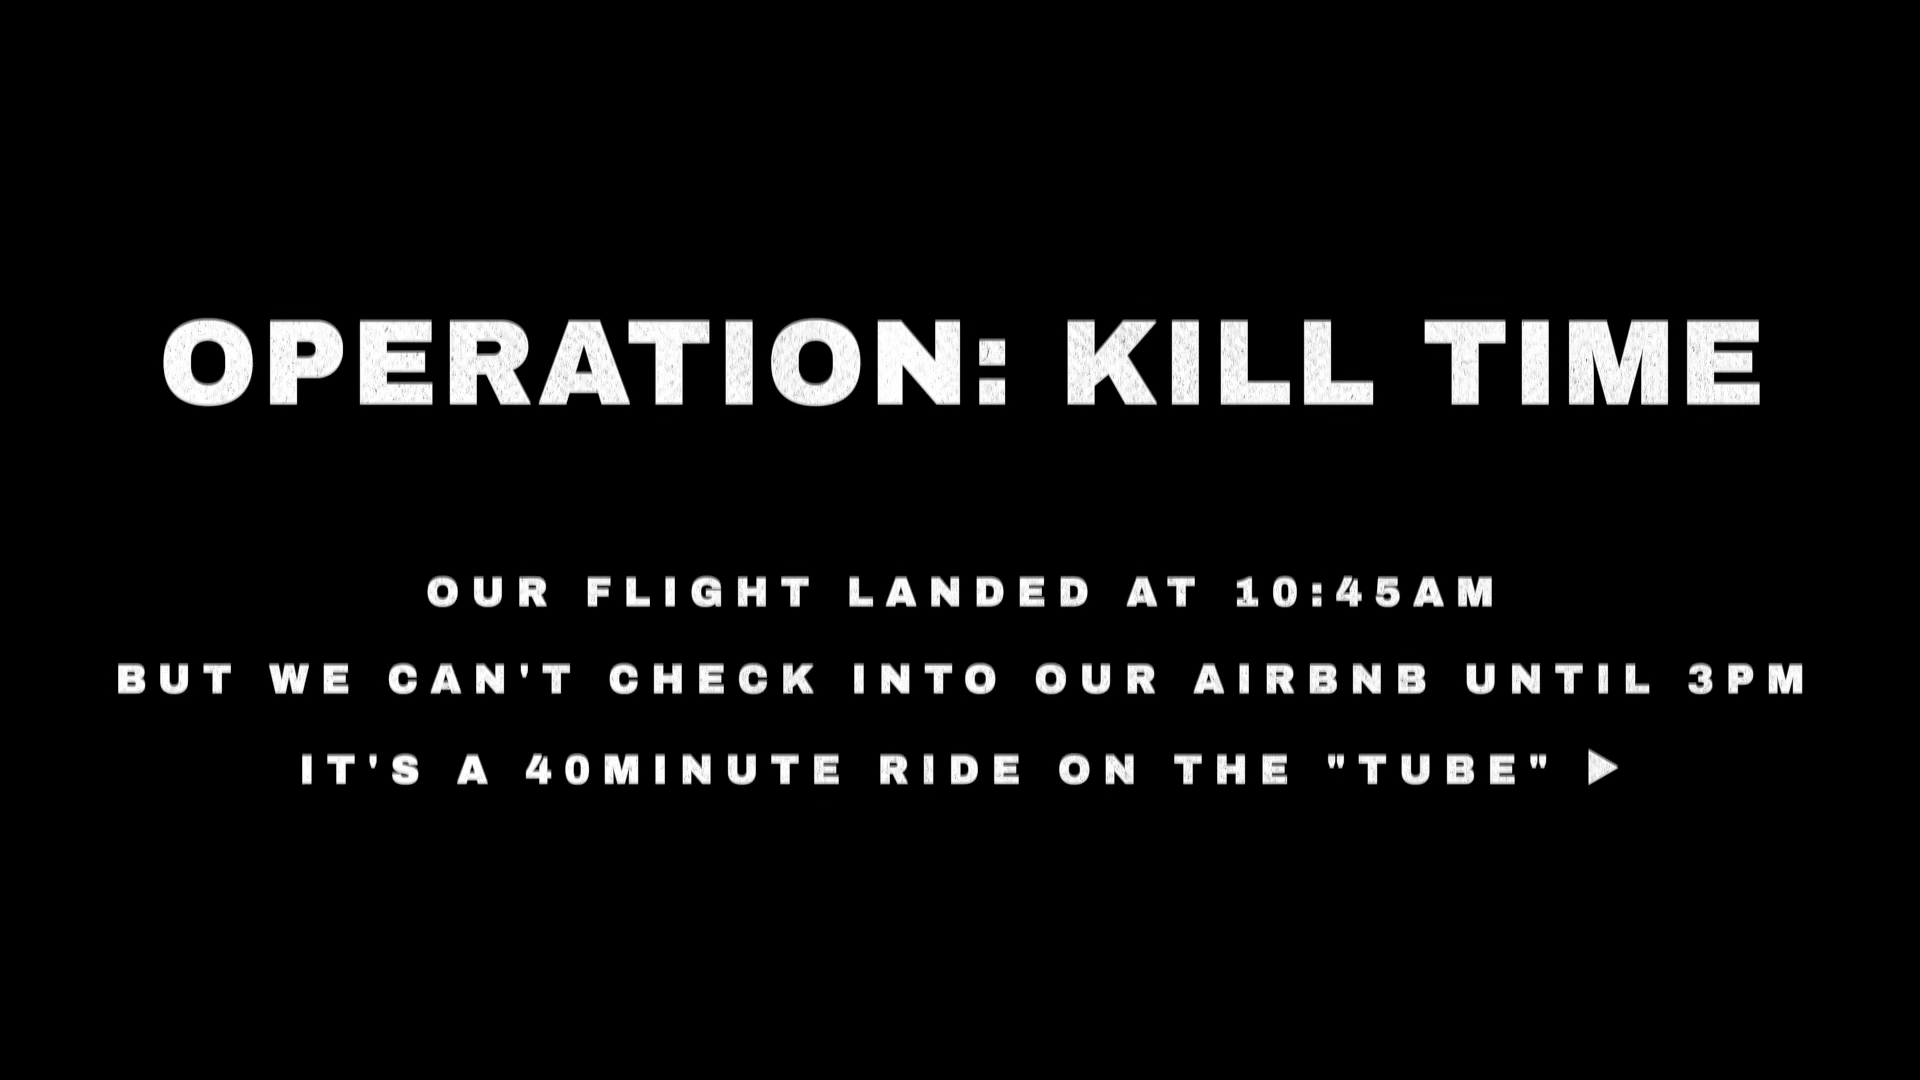 OPERATION: KILL TIME
OUR FLIGHT LANDED AT 10:45AM
BUT WE CAN'T CHECK INTO OUR AIRBNB UNTIL 3PM
IT'S A 40MINUTE RIDE ON THE "TUBE" ▶